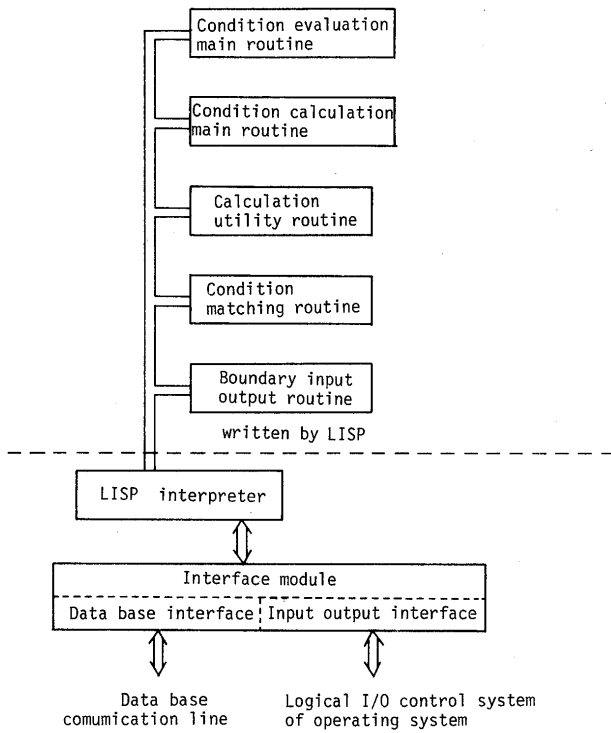 Condition evaluation
main routine
Condition calculation
main routine
Calculation
utility routine
Condition
matching routine
Boundary input
output routine
written by LISP
LISP interpreter
Interface module
Data base interface
Input output interface
Data base
comumication line
Logical I/O control system
of operating system